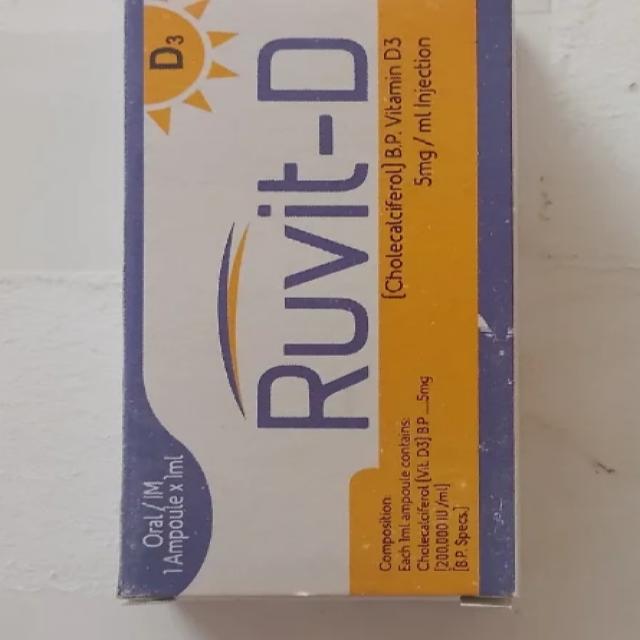 D3
Ruvit-D
[Cholecalciferol] B.P. Vitamin D3
5mg / ml Injection
Oral / IM
1 Ampoule x 1ml
Composition:
Each 1ml ampoule contains:
Cholecalciferol [Vit. D3] B.P ....5mg
[200,000 IU /ml]
[B.P. Specs.]